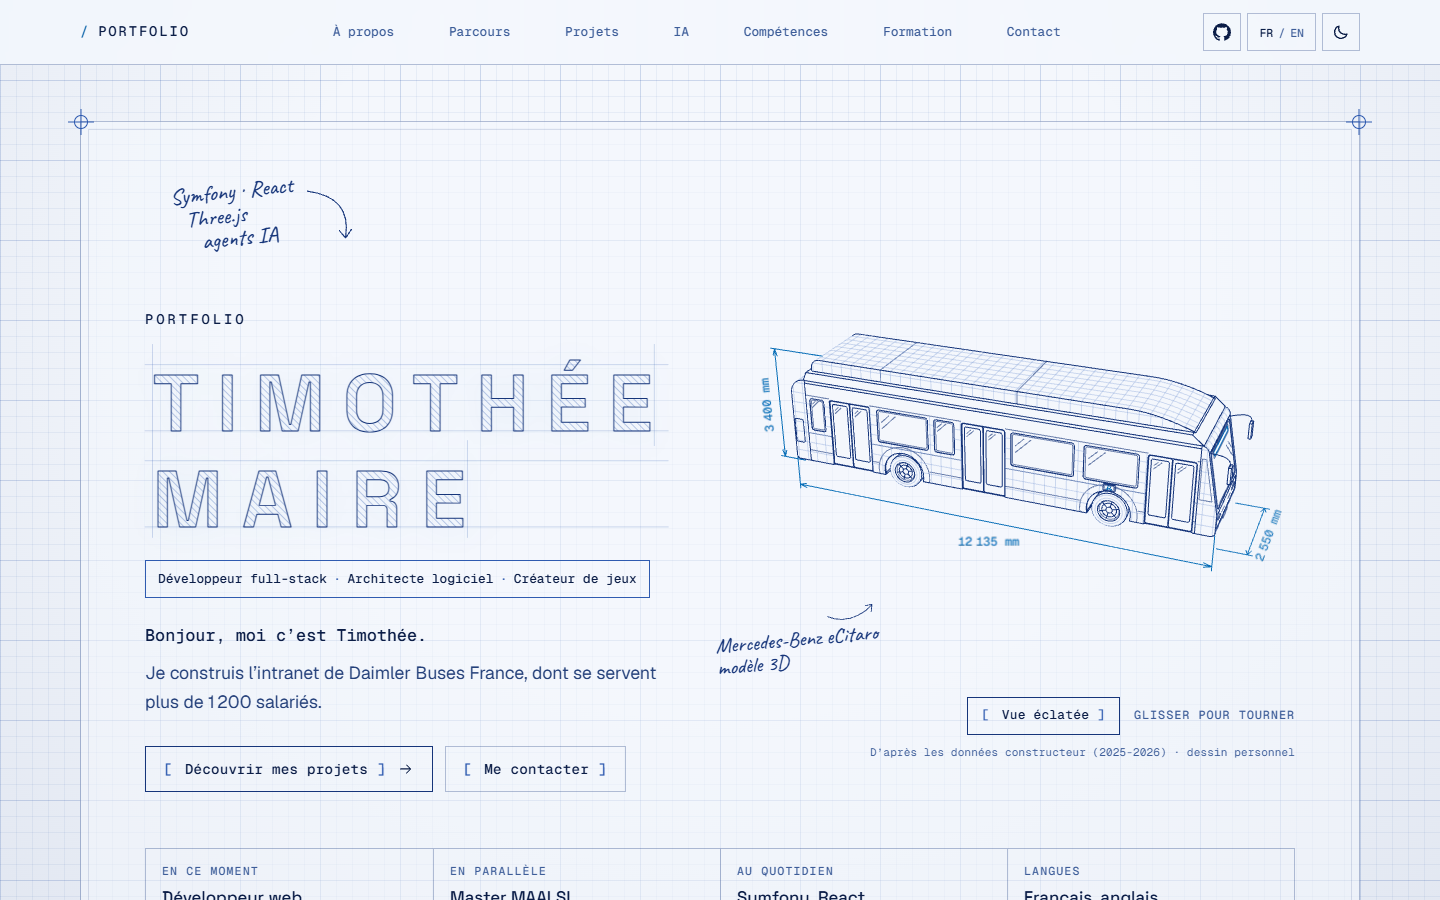 / PORTFOLIO
À propos
Parcours
Projets
IA
Compétences
Formation
Contact
FR / EN
Symfony · React
Three.js
agents IA
PORTFOLIO
TIMOTHÉE
MAIRE
Développeur full-stack · Architecte logiciel · Créateur de jeux
Bonjour, moi c’est Timothée.
Je construis l’intranet de Daimler Buses France, dont se servent
plus de 1 200 salariés.
[ Découvrir mes projets ] →
[ Me contacter ]
3 400 mm
12 135 mm
2 550 mm
Mercedes-Benz eCitaro
modèle 3D
[ Vue éclatée ]
GLISSER POUR TOURNER
D’après les données constructeur (2025-2026) · dessin personnel
EN CE MOMENT
Développeur web
EN PARALLÈLE
Master MAALSI
AU QUOTIDIEN
Symfony, React
LANGUES
Français, anglais